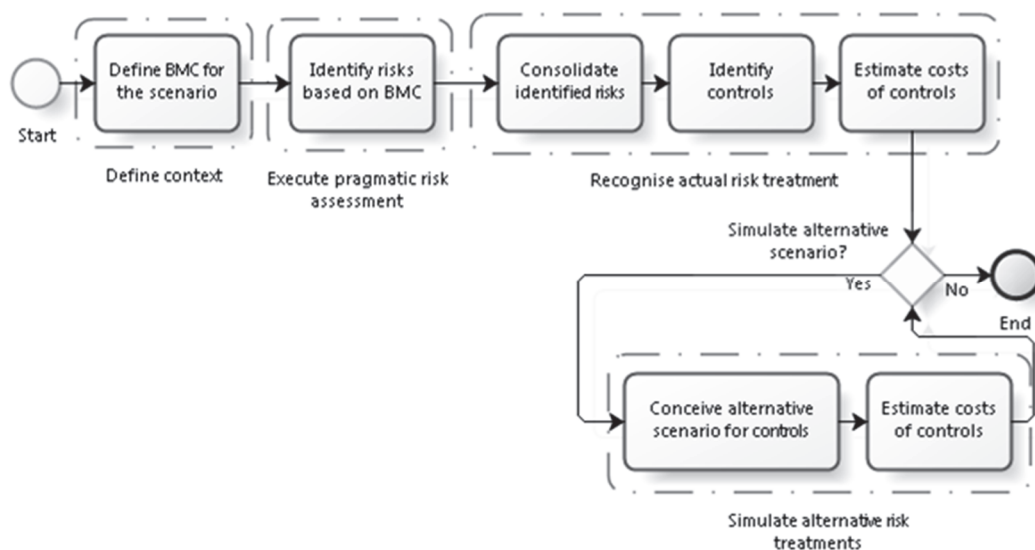 Define BMC for
the scenario
Identify risks
based on BMC
Consolidate
identified risks
Identify
controls
Estimate costs
of controls
Start
Define context
Execute pragmatic risk
assessment
Recognise actual risk treatment
Simulate alternative
scenario?
Yes
No
End
Conceive alternative
scenario for controls
Estimate costs
of controls
Simulate alternative risk
treatments